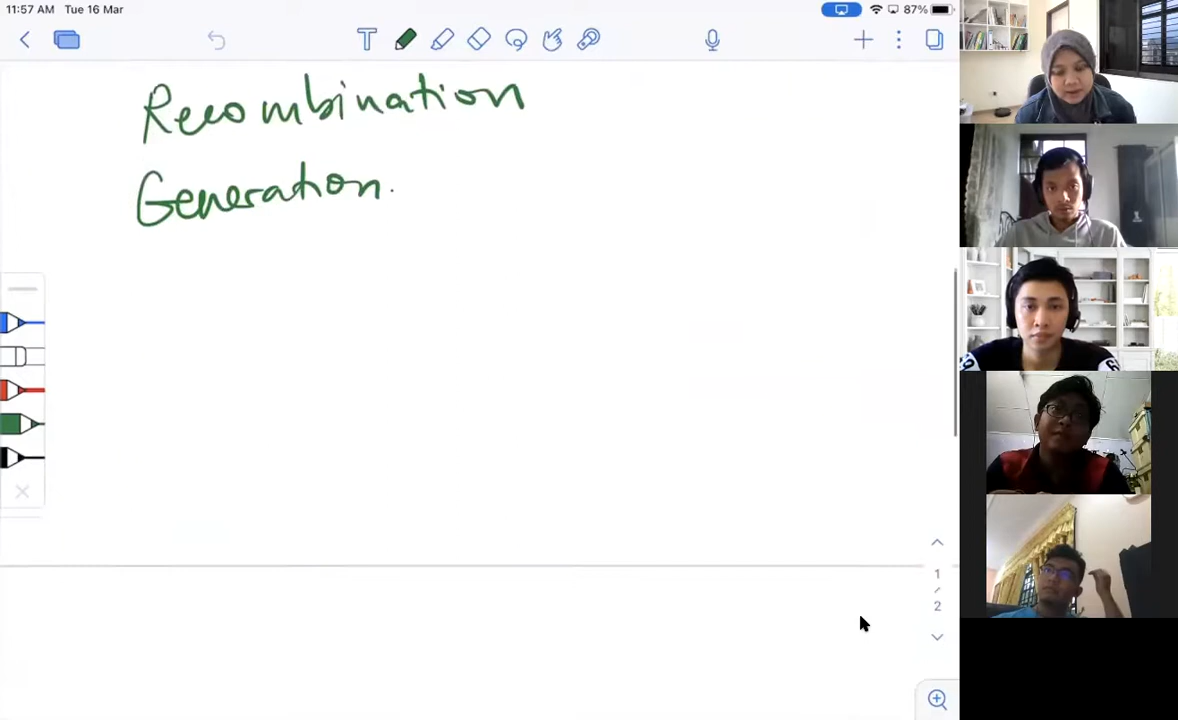 11:57 AM Tue 16 Mar
87%
T
Recombination
Generation.
1
/
2